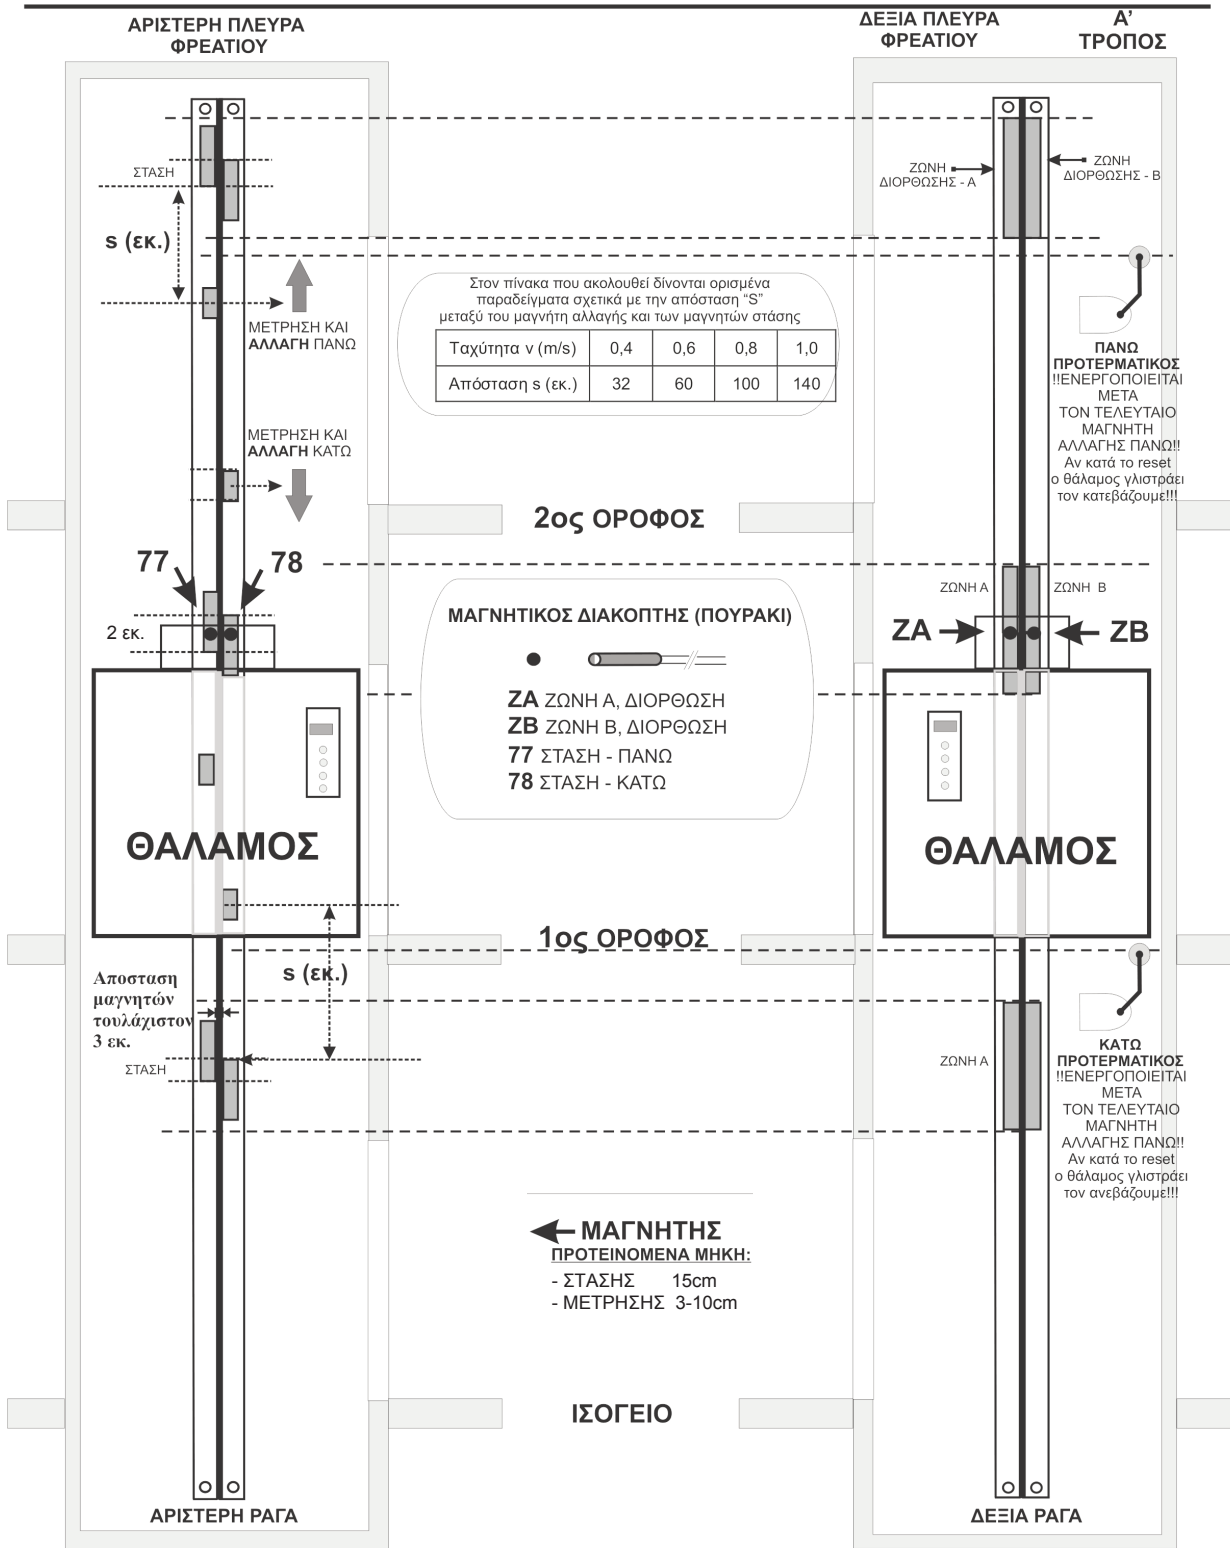 ΑΡΙΣΤΕΡΗ ΠΛΕΥΡΑ
ΦΡΕΑΤΙΟΥ
ΔΕΞΙΑ ΠΛΕΥΡΑ
ΦΡΕΑΤΙΟΥ
Α'
ΤΡΟΠΟΣ
ΣΤΑΣΗ
s (εκ.)
ΜΕΤΡΗΣΗ ΚΑΙ
ΑΛΛΑΓΗ ΠΑΝΩ
ΜΕΤΡΗΣΗ ΚΑΙ
ΑΛΛΑΓΗ ΚΑΤΩ
Στον πίνακα που ακολουθεί δίνονται ορισμένα
παραδείγματα σχετικά με την απόσταση “S”
μεταξύ του μαγνήτη αλλαγής και των μαγνητών στάσης
Ταχύτητα v (m/s) 0,4 0,6 0,8 1,0
Απόσταση s (εκ.) 32 60 100 140
ΖΩΝΗ
ΔΙΟΡΘΩΣΗΣ - Α
ΖΩΝΗ
ΔΙΟΡΘΩΣΗΣ - Β
ΠΑΝΩ
ΠΡΟΤΕΡΜΑΤΙΚΟΣ
!!ΕΝΕΡΓΟΠΟΙΕΙΤΑΙ
ΜΕΤΑ
ΤΟΝ ΤΕΛΕΥΤΑΙΟ
ΜΑΓΝΗΤΗ
ΑΛΛΑΓΗΣ ΠΑΝΩ!!
Αν κατά το reset
ο θάλαμος γλιστράει
τον κατεβάζουμε!!!
2ος ΟΡΟΦΟΣ
77
78
2 εκ.
ΜΑΓΝΗΤΙΚΟΣ ΔΙΑΚΟΠΤΗΣ (ΠΟΥΡΑΚΙ)
ΖΑ ΖΩΝΗ Α, ΔΙΟΡΘΩΣΗ
ΖΒ ΖΩΝΗ Β, ΔΙΟΡΘΩΣΗ
77 ΣΤΑΣΗ - ΠΑΝΩ
78 ΣΤΑΣΗ - ΚΑΤΩ
ΖΩΝΗ Α
ΖΩΝΗ Β
ΖΑ
ΖΒ
ΘΑΛΑΜΟΣ
ΘΑΛΑΜΟΣ
1ος ΟΡΟΦΟΣ
s (εκ.)
Αποσταση
μαγνητών
τουλάχιστον
3 εκ.
ΣΤΑΣΗ
ΖΩΝΗ Α
ΚΑΤΩ
ΠΡΟΤΕΡΜΑΤΙΚΟΣ
!!ΕΝΕΡΓΟΠΟΙΕΙΤΑΙ
ΜΕΤΑ
ΤΟΝ ΤΕΛΕΥΤΑΙΟ
ΜΑΓΝΗΤΗ
ΑΛΛΑΓΗΣ ΠΑΝΩ!!
Αν κατά το reset
ο θάλαμος γλιστράει
τον ανεβάζουμε!!!
ΜΑΓΝΗΤΗΣ
ΠΡΟΤΕΙΝΟΜΕΝΑ ΜΗΚΗ:
- ΣΤΑΣΗΣ 15cm
- ΜΕΤΡΗΣΗΣ 3-10cm
ΙΣΟΓΕΙΟ
ΑΡΙΣΤΕΡΗ ΡΑΓΑ
ΔΕΞΙΑ ΡΑΓΑ